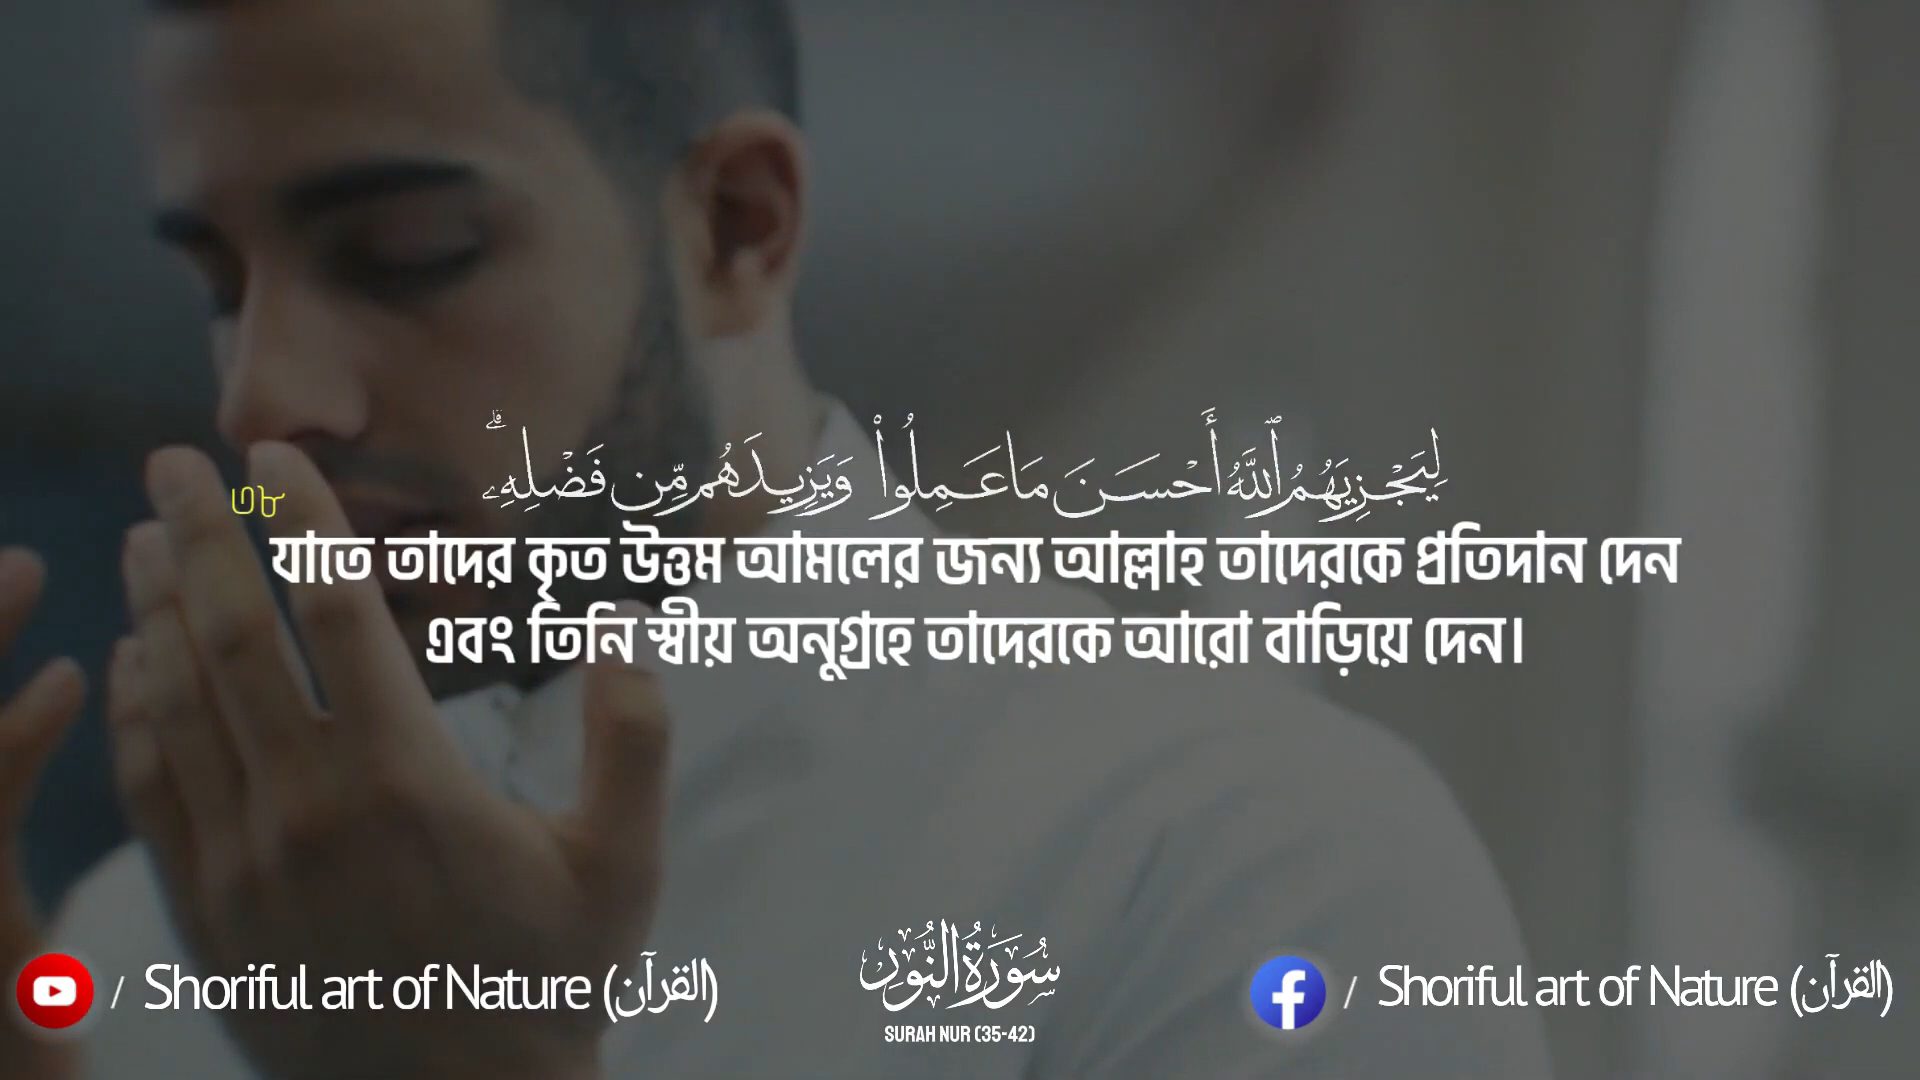 لِيَجْزِيَهُمُ ٱللَّهُ أَحْسَنَ مَا عَمِلُوا۟ وَيَزِيدَهُم مِّن فَضْلِهِۦ ۗ
৩৮
যাতে তাদের কৃত উত্তম আমলের জন্য আল্লাহ তাদেরকে প্রতিদান দেন
এবং তিনি স্বীয় অনুগ্রহে তাদেরকে আরো বাড়িয়ে দেন।
/ Shoriful art of Nature (القرآن)
سُورَةُ النُّورِ
SURAH NUR (35-42)
/ Shoriful art of Nature (القرآن)